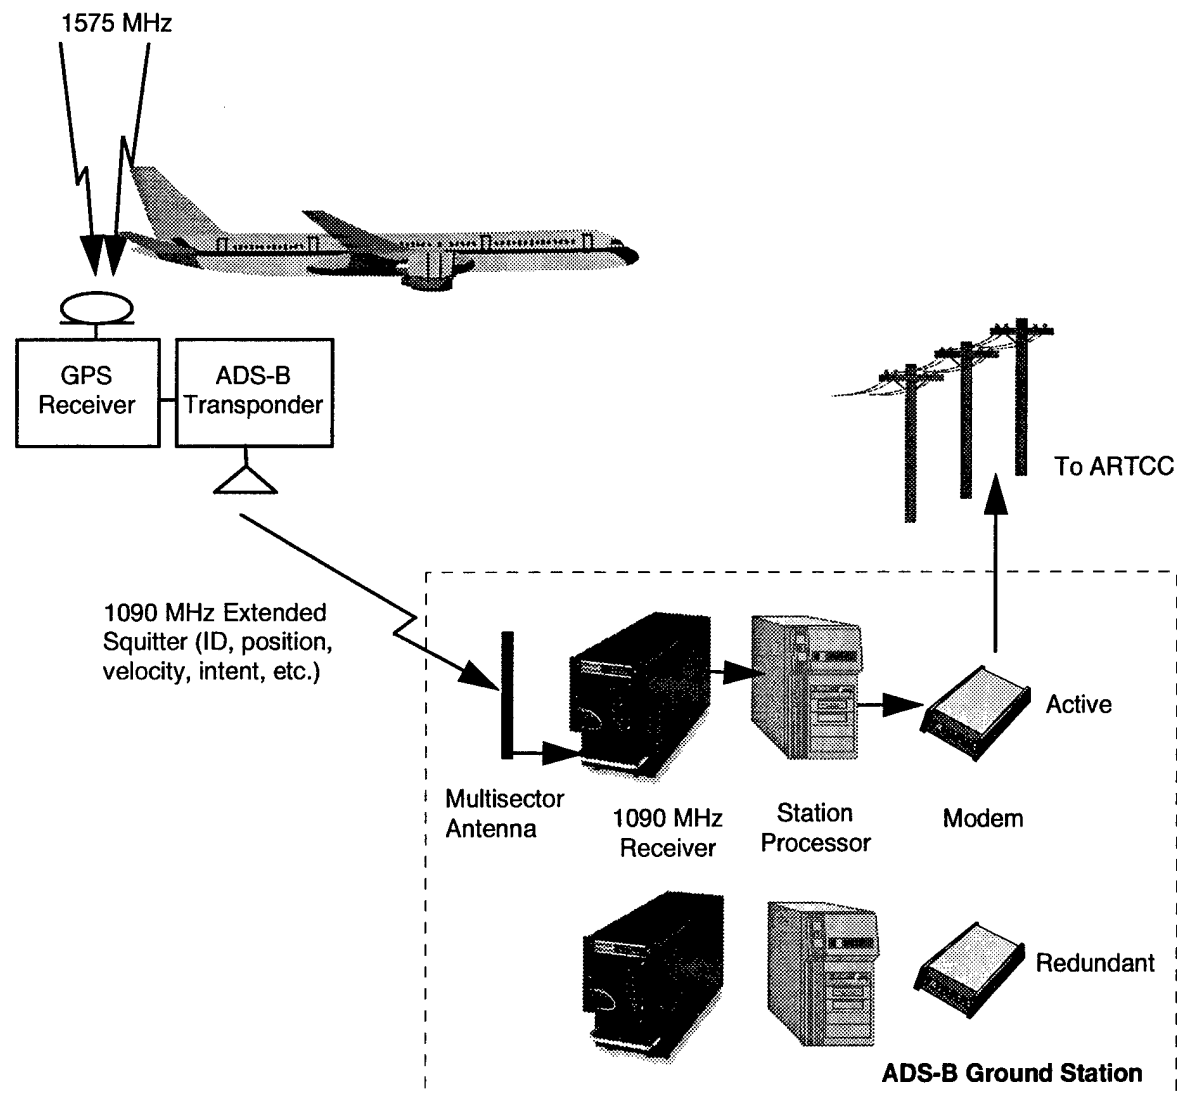 1575 MHz
GPS
Receiver
ADS-B
Transponder
To ARTCC
1090 MHz Extended
Squitter (ID, position,
velocity, intent, etc.)
Active
Multisector
Antenna
1090 MHz
Receiver
Station
Processor
Modem
Redundant
ADS-B Ground Station